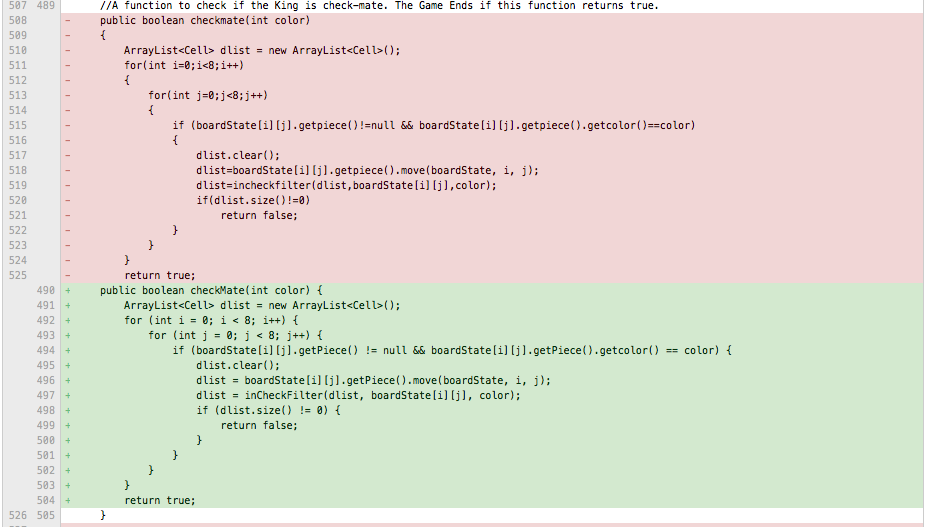 507 489 //A function to check if the King is check-mate. The Game Ends if this function returns true.
508 - public boolean checkmate(int color)
509 - {
510 - ArrayList<Cell> dlist = new ArrayList<Cell>();
511 - for(int i=0;i<8;i++)
512 - {
513 - for(int j=0;j<8;j++)
514 - {
515 - if (boardState[i][j].getpiece()!=null && boardState[i][j].getpiece().getcolor()==color)
516 - {
517 - dlist.clear();
518 - dlist=boardState[i][j].getpiece().move(boardState, i, j);
519 - dlist=incheckfilter(dlist,boardState[i][j],color);
520 - if(dlist.size()!=0)
521 - return false;
522 - }
523 - }
524 - }
525 - return true;
490 + public boolean checkMate(int color) {
491 + ArrayList<Cell> dlist = new ArrayList<Cell>();
492 + for (int i = 0; i < 8; i++) {
493 + for (int j = 0; j < 8; j++) {
494 + if (boardState[i][j].getPiece() != null && boardState[i][j].getPiece().getcolor() == color) {
495 + dlist.clear();
496 + dlist = boardState[i][j].getPiece().move(boardState, i, j);
497 + dlist = inCheckFilter(dlist, boardState[i][j], color);
498 + if (dlist.size() != 0) {
499 + return false;
500 + }
501 + }
502 + }
503 + }
504 + return true;
526 505 }